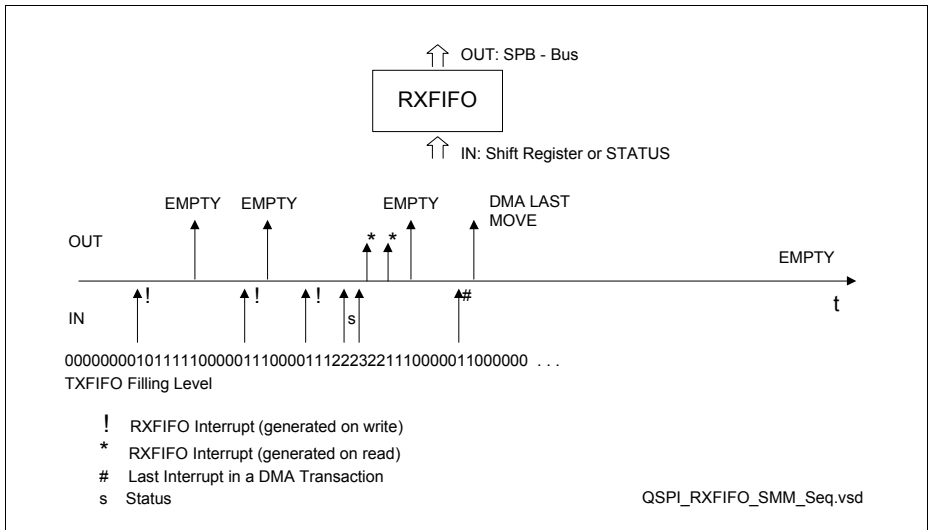 OUT: SPB - Bus
RXFIFO
IN: Shift Register or STATUS
EMPTY EMPTY EMPTY DMA LAST
MOVE
* *
OUT
EMPTY
! ! ! #
t
IN
s
0000000010111110000011100001112223221110000011000000 . . .
TXFIFO Filling Level
! RXFIFO Interrupt (generated on write)
* RXFIFO Interrupt (generated on read)
# Last Interrupt in a DMA Transaction
s Status
QSPI_RXFIFO_SMM_Seq.vsd